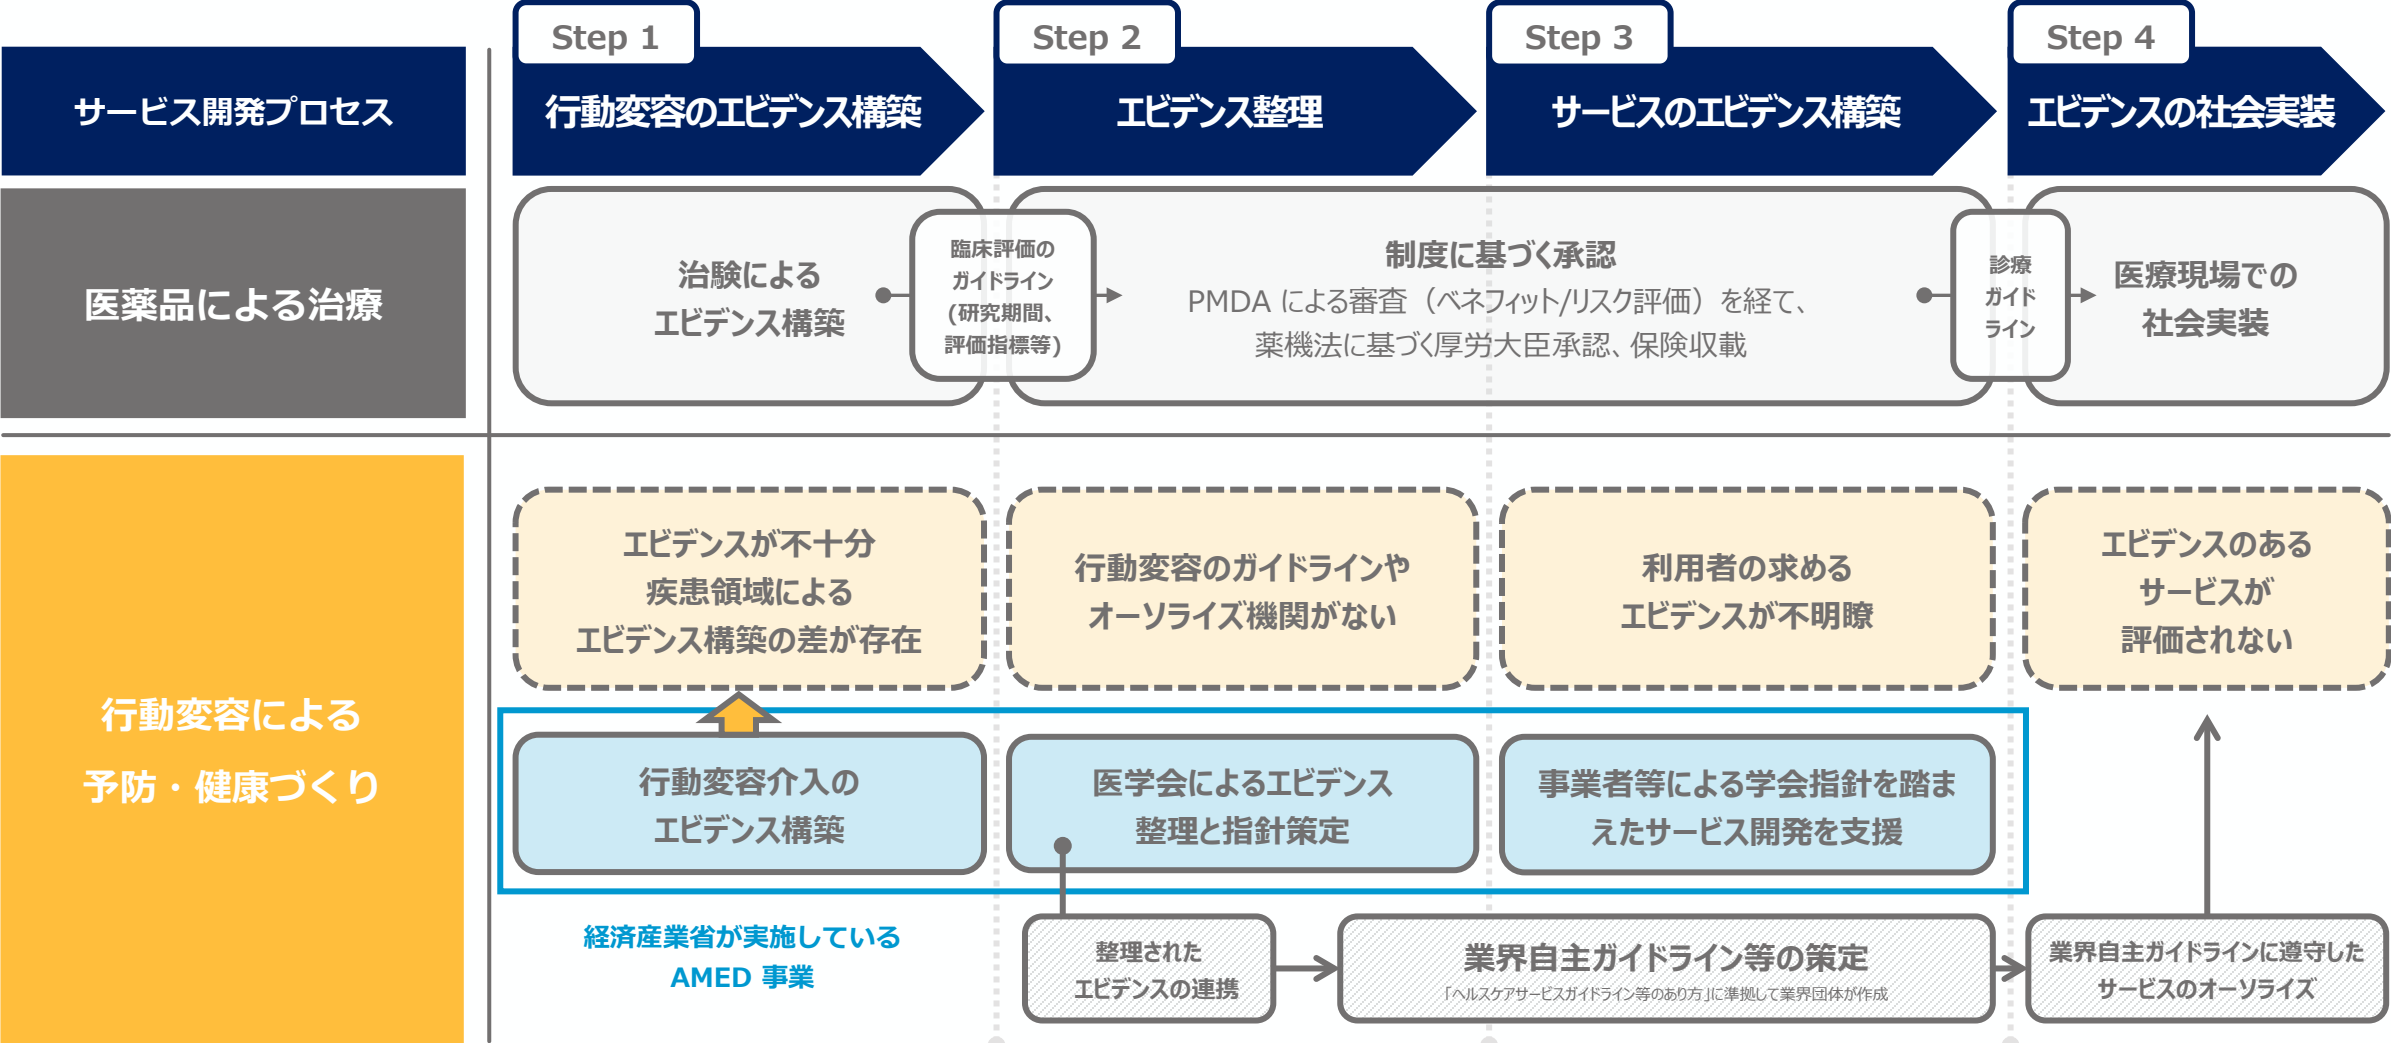 Step 1
Step 2
Step 3
Step 4
サービス開発プロセス
行動変容のエビデンス構築
エビデンス整理
サービスのエビデンス構築
エビデンスの社会実装
医薬品による治療
治験による
エビデンス構築
臨床評価の
ガイドライン
(研究期間、
評価指標等)
制度に基づく承認
PMDA による審査（ベネフィット/リスク評価）を経て、
薬機法に基づく厚労大臣承認、保険収載
診療
ガイド
ライン
医療現場での
社会実装
行動変容による
予防・健康づくり
エビデンスが不十分
疾患領域による
エビデンス構築の差が存在
行動変容のガイドラインや
オーソライズ機関がない
利用者の求める
エビデンスが不明瞭
エビデンスのある
サービスが
評価されない
行動変容介入の
エビデンス構築
医学会によるエビデンス
整理と指針策定
事業者等による学会指針を踏ま
えたサービス開発を支援
経済産業省が実施している
AMED 事業
整理された
エビデンスの連携
業界自主ガイドライン等の策定
「ヘルスケアサービスガイドライン等のあり方」に準拠して業界団体が作成
業界自主ガイドラインに遵守した
サービスのオーソライズ